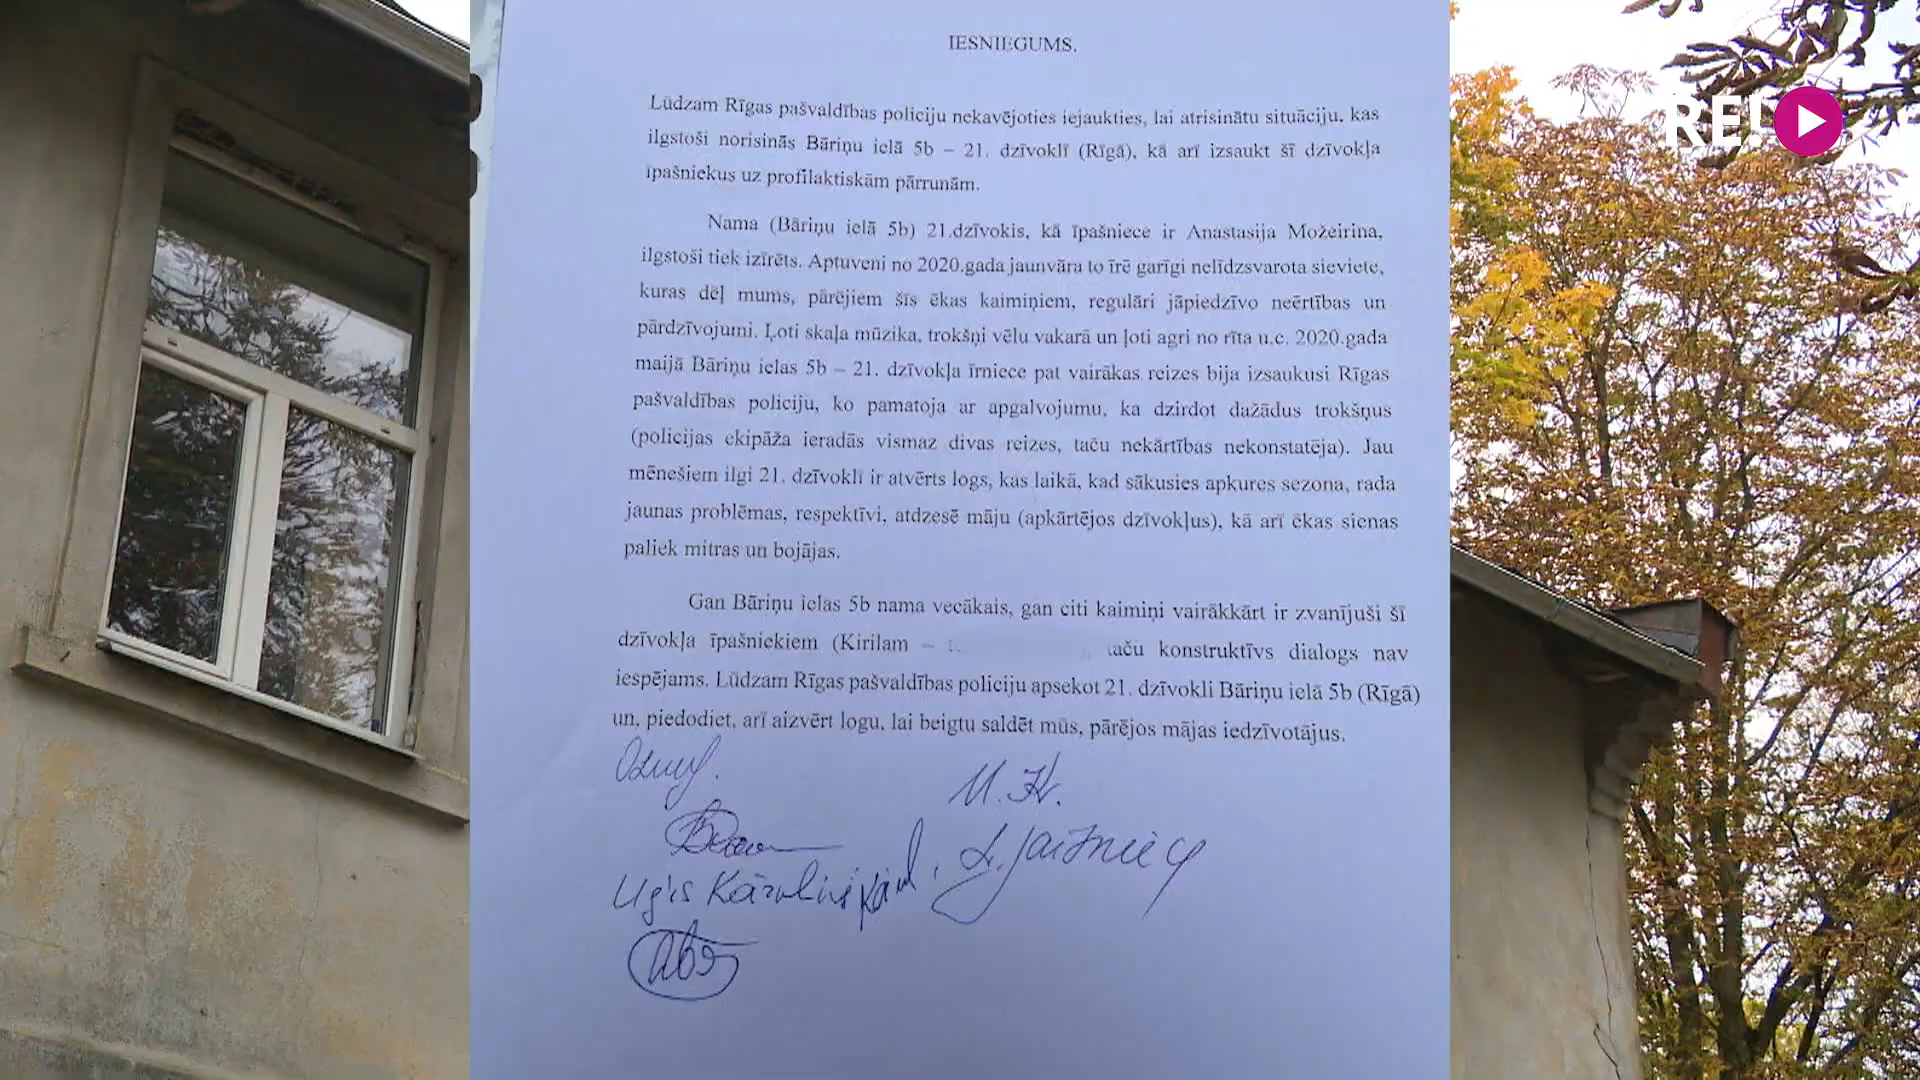 IESNIEGUMS.
Lūdzam Rīgas pašvaldības policiju nekavējoties iejaukties, lai atrisinātu situāciju, kas
ilgstoši norisinās Bāriņu ielā 5b – 21. dzīvoklī (Rīgā), kā arī izsaukt šī dzīvokļa
īpašniekus uz profilaktiskām pārrunām.
Nama (Bāriņu ielā 5b) 21.dzīvokis, kā īpašniece ir Anastasija Možeirina,
ilgstoši tiek izīrēts. Aptuveni no 2020.gada jaunvāra to īrē garīgi nelīdzsvarota sieviete,
kuras dēļ mums, pārējiem šīs ēkas kaimiņiem, regulāri jāpiedzīvo neērtības un
pārdzīvojumi. Ļoti skaļa mūzika, trokšņi vēlu vakarā un ļoti agri no rīta u.c. 2020.gada
maijā Bāriņu ielas 5b – 21. dzīvokļa īrniece pat vairākas reizes bija izsaukusi Rīgas
pašvaldības policiju, ko pamatoja ar apgalvojumu, ka dzirdot dažādus trokšņus
(policijas ekipāža ieradās vismaz divas reizes, taču nekārtības nekonstatēja). Jau
mēnešiem ilgi 21. dzīvoklī ir atvērts logs, kas laikā, kad sākusies apkures sezona, rada
jaunas problēmas, respektīvi, atdzesē māju (apkārtējos dzīvokļus), kā arī ēkas sienas
paliek mitras un bojājas.
Gan Bāriņu ielas 5b nama vecākais, gan citi kaimiņi vairākkārt ir zvanījuši šī
dzīvokļa īpašniekiem (Kirilam – taču konstruktīvs dialogs nav
iespējams. Lūdzam Rīgas pašvaldības policiju apsekot 21. dzīvokli Bāriņu ielā 5b (Rīgā)
un, piedodiet, arī aizvērt logu, lai beigtu saldēt mūs, pārējos mājas iedzīvotājus.
Uģis
RE!